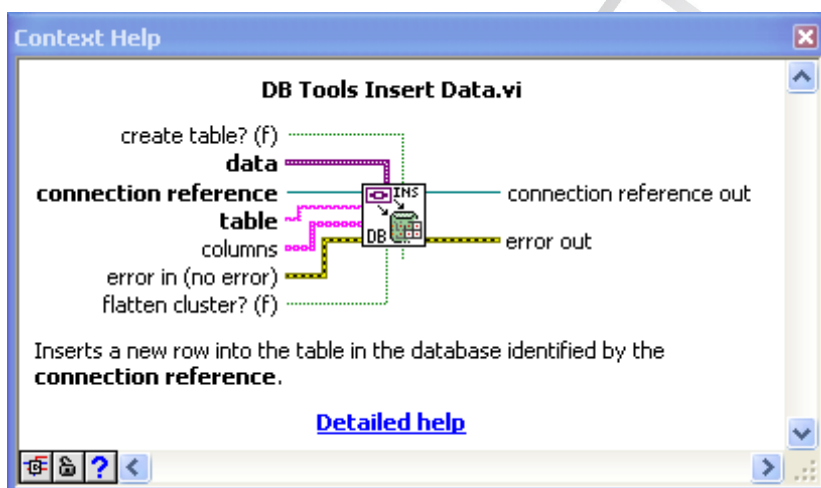 Context Help
DB Tools Insert Data.vi
create table? (f)
data
connection reference
table
columns
error in (no error)
flatten cluster? (f)
INS
DB
connection reference out
error out
Inserts a new row into the table in the database identified by the
connection reference.
Detailed help
?